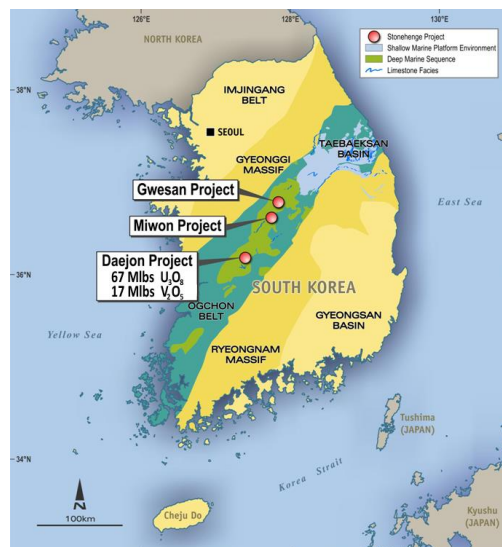 126°E
128°E
130°E
Stonehenge Project
Shallow Marine Platform Environment
Deep Marine Sequence
Limestone Facies
NORTH KOREA
38°N
IMJINGANG
BELT
SEOUL
TAEBAEKSAN
BASIN
GYEONGGI
MASSIF
East Sea
Gwesan Project
Miwon Project
Daejon Project
67 Mlbs U₃O₈
17 Mlbs V₂O₅
36°N
SOUTH KOREA
OGCHON
BELT
GYEONGSAN
BASIN
Yellow Sea
RYEONGNAM
MASSIF
Tushima
(JAPAN)
34°N
Korea Strait
N
100km
Cheju Do
Kyushu
(JAPAN)